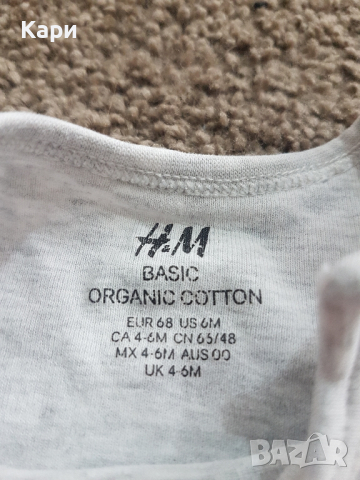 Кари
H&M
BASIC
ORGANIC COTTON
EUR 68 US 6M
CA 4-6M CN 65/48
MX 4-6M AUS 00
UK 4-6M
BAZAR